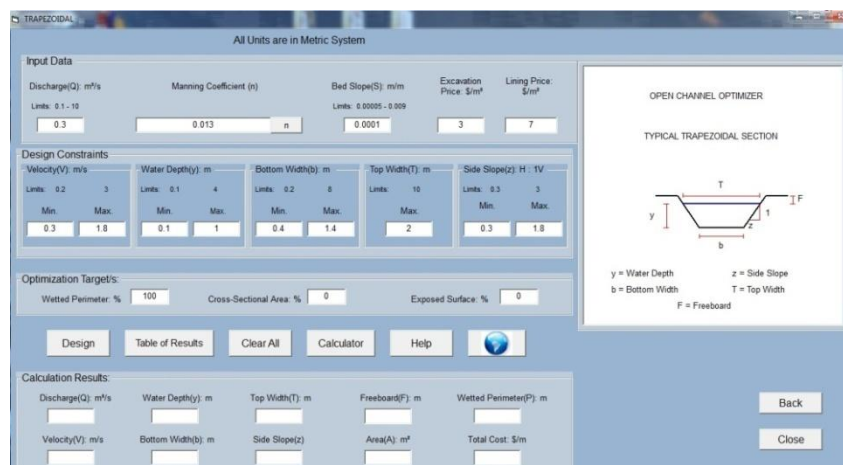 TRAPEZOIDAL
All Units are in Metric System
Input Data
Discharge(Q): m³/s
Manning Coefficient (n)
Bed Slope(S): m/m
Excavation Price: $/m³
Lining Price: $/m²
Limits: 0.1 - 10
Limits: 0.00005 - 0.009
0.3
0.013
n
0.0001
3
7
Design Constraints
Velocity(V): m/s
Water Depth(y): m
Bottom Width(b): m
Top Width(T): m
Side Slope(z): H : 1V
Limits: 0.2 3
Limits: 0.1 4
Limits: 0.2 8
Limits: 10
Limits: 0.3 3
Min. Max.
Min. Max.
Min. Max.
Max.
Min. Max.
0.3 1.8
0.1 1
0.4 1.4
2
0.3 1.8
Optimization Target/s:
Wetted Perimeter: % 100
Cross-Sectional Area: % 0
Exposed Surface: % 0
Design
Table of Results
Clear All
Calculator
Help
Calculation Results:
Discharge(Q): m³/s
Water Depth(y): m
Top Width(T): m
Freeboard(F): m
Wetted Perimeter(P): m
Velocity(V): m/s
Bottom Width(b): m
Side Slope(z)
Area(A): m²
Total Cost: $/m
OPEN CHANNEL OPTIMIZER
TYPICAL TRAPEZOIDAL SECTION
T
F
y
1
z
b
y = Water Depth
z = Side Slope
b = Bottom Width
T = Top Width
F = Freeboard
Back
Close